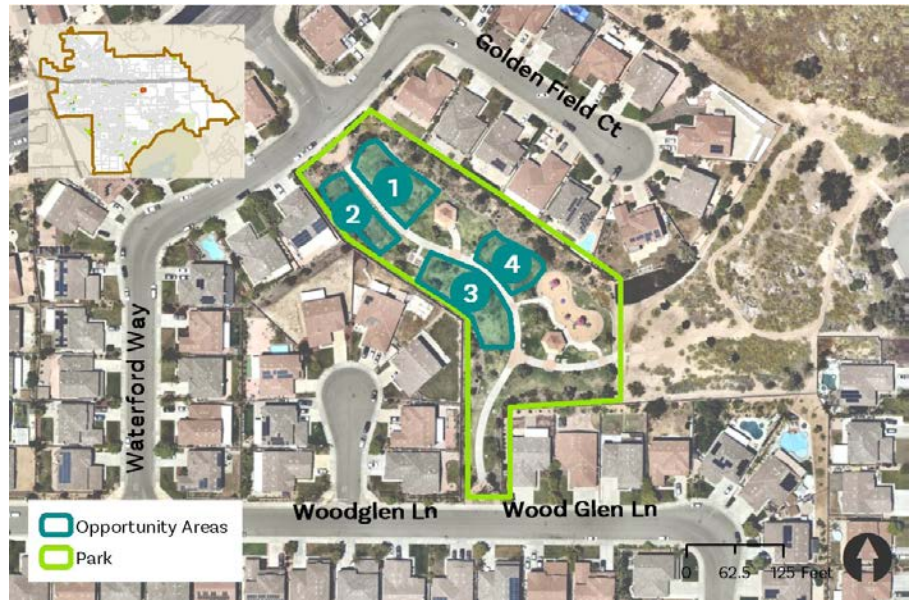 Golden Field Ct
1
2
4
3
Waterford Way
Woodglen Ln
Wood Glen Ln
Opportunity Areas
Park
0 62.5 125 Feet